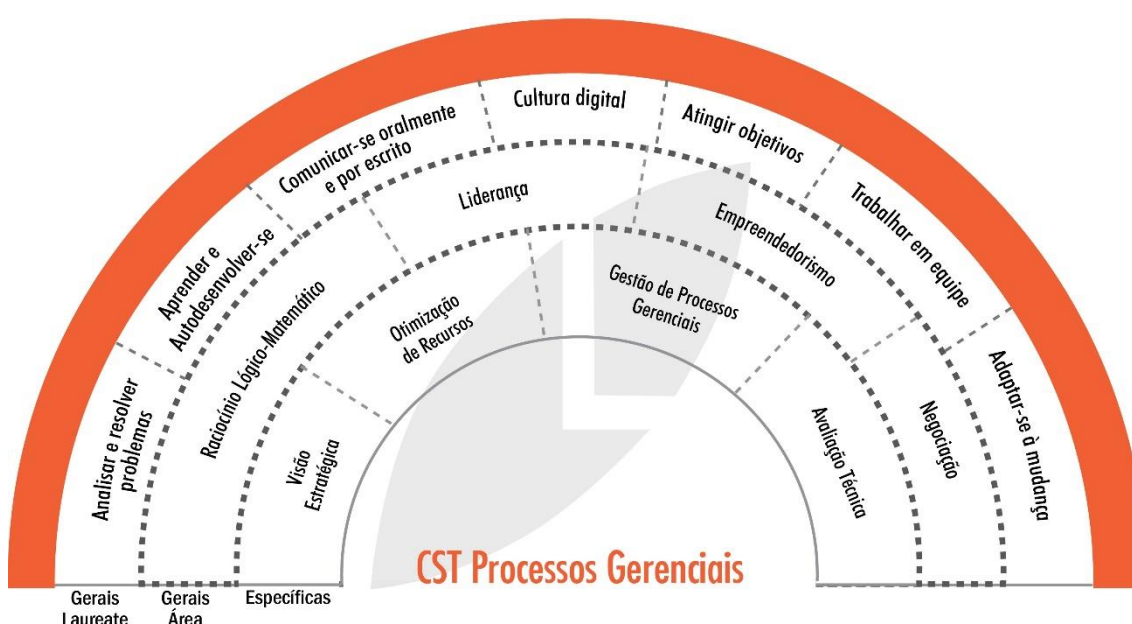 Analisar e resolver
problemas
Aprender e
Autodesenvolver-se
Comunicar-se oralmente
e por escrito
Cultura digital
Atingir objetivos
Trabalhar em equipe
Adaptar-se à mudança
Raciocínio Lógico-Matemático
Liderança
Empreendedorismo
Negociação
Visão
Estratégica
Otimização
de Recursos
Gestão de Processos
Gerenciais
Avaliação Técnica
CST Processos Gerenciais
Gerais
Laureate
Gerais
Área
Específicas